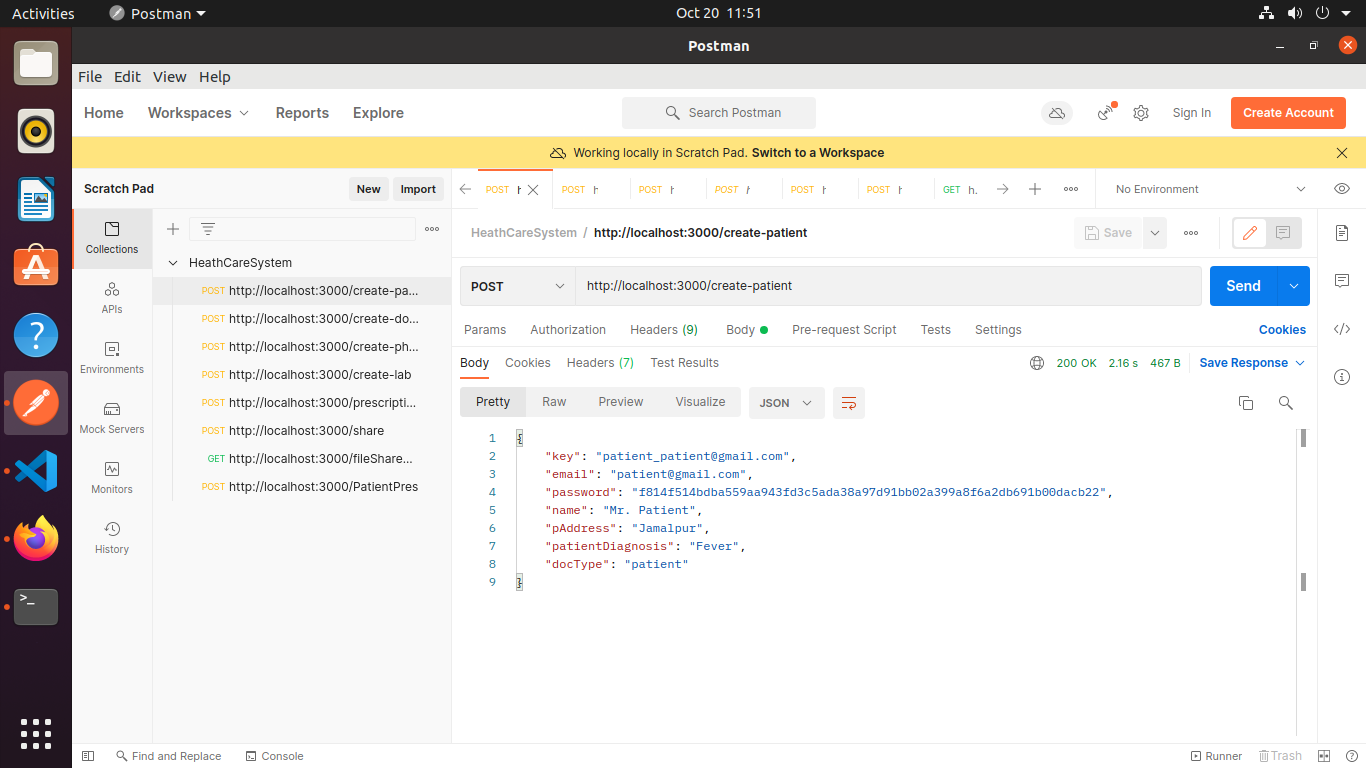 Activities Postman Oct 20 11:51
Postman
File Edit View Help
Home Workspaces Reports Explore Search Postman Sign In Create Account
Working locally in Scratch Pad. Switch to a Workspace
Scratch Pad New Import POST POST POST POST POST POST GET No Environment
Collections
APIs
Environments
Mock Servers
Monitors
History
HeathCareSystem
POST http://localhost:3000/create-pa...
POST http://localhost:3000/create-do...
POST http://localhost:3000/create-ph...
POST http://localhost:3000/create-lab
POST http://localhost:3000/prescripti...
POST http://localhost:3000/share
GET http://localhost:3000/fileShare...
POST http://localhost:3000/PatientPres
HeathCareSystem / http://localhost:3000/create-patient Save
POST http://localhost:3000/create-patient Send
Params Authorization Headers (9) Body Pre-request Script Tests Settings Cookies
Body Cookies Headers (7) Test Results 200 OK 2.16 s 467 B Save Response
Pretty Raw Preview Visualize JSON
1 {
2 "key": "patient_patient@gmail.com",
3 "email": "patient@gmail.com",
4 "password": "f814f514bdba559aa943fd3c5ada38a97d91bb02a399a8f6a2db691b00dacb22",
5 "name": "Mr. Patient",
6 "pAddress": "Jamalpur",
7 "patientDiagnosis": "Fever",
8 "docType": "patient"
9 }
Find and Replace Console Runner Trash